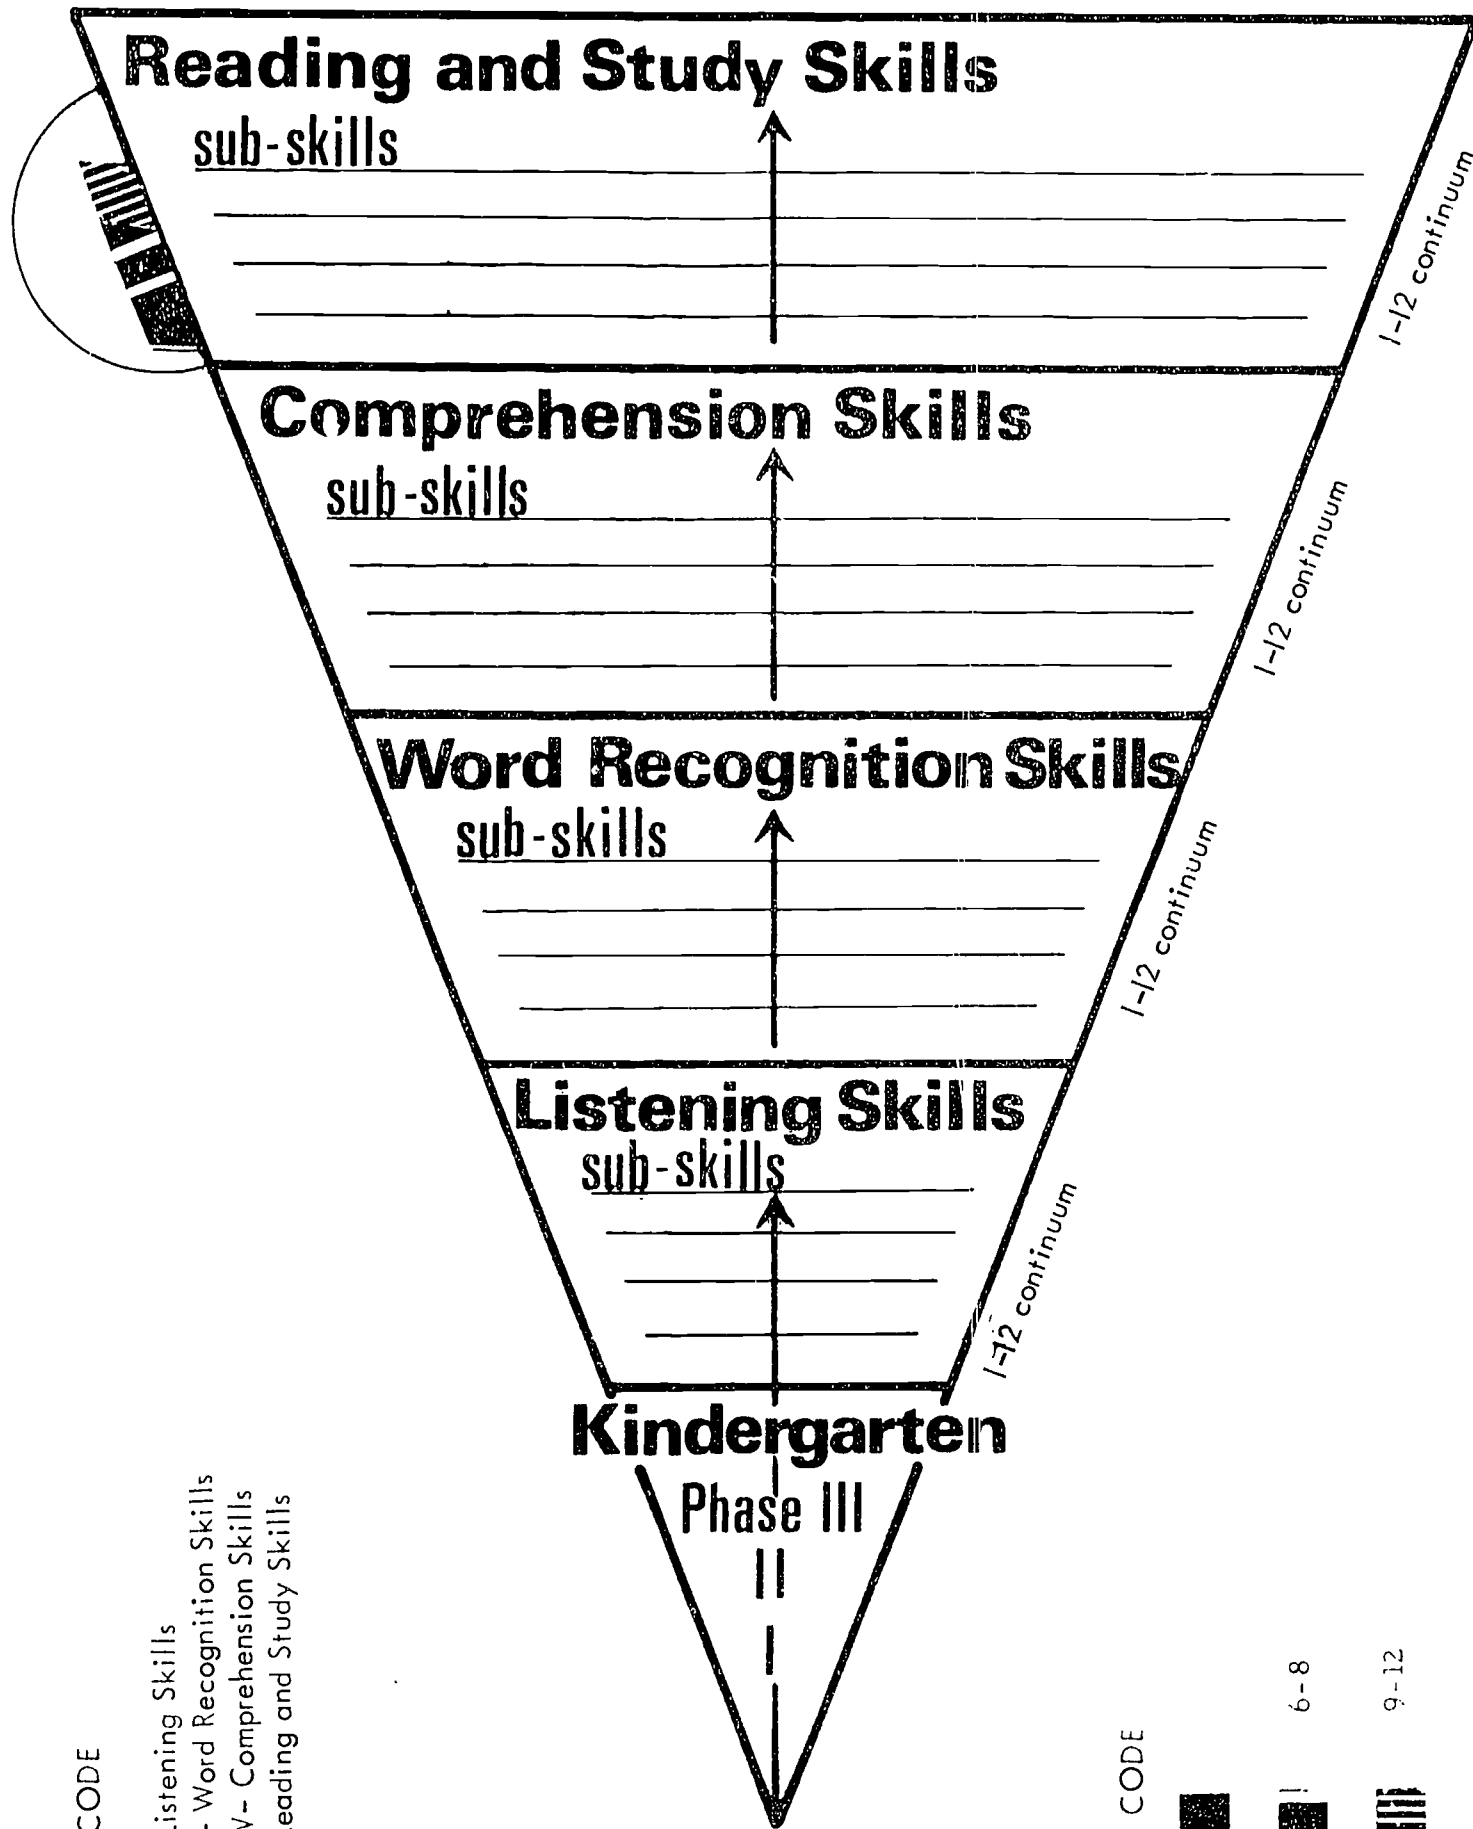 Reading and Study Skills
sub-skills
1-12 continuum
Comprehension Skills
sub-skills
1-12 continuum
Word Recognition Skills
sub-skills
1-12 continuum
Listening Skills
sub-skills
1-12 continuum
Kindergarten
Phase III
II
I
CODE
Listening Skills
- Word Recognition Skills
- Comprehension Skills
Reading and Study Skills
CODE
6-8
9-12